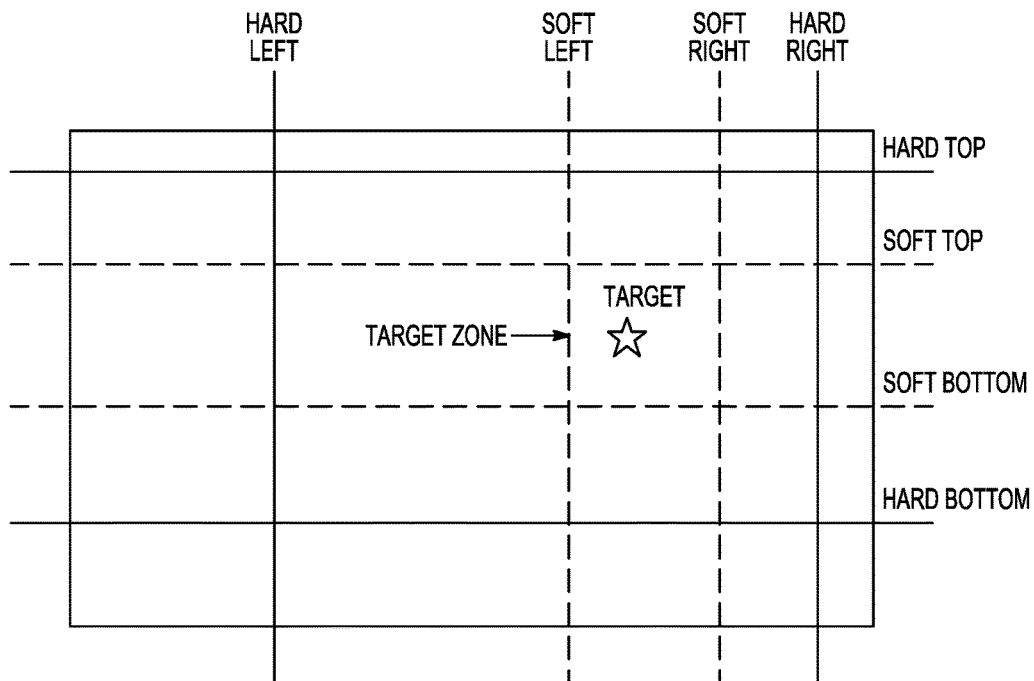 HARD
LEFT
SOFT
LEFT
SOFT
RIGHT
HARD
RIGHT
HARD TOP
SOFT TOP
TARGET
TARGET ZONE
SOFT BOTTOM
HARD BOTTOM